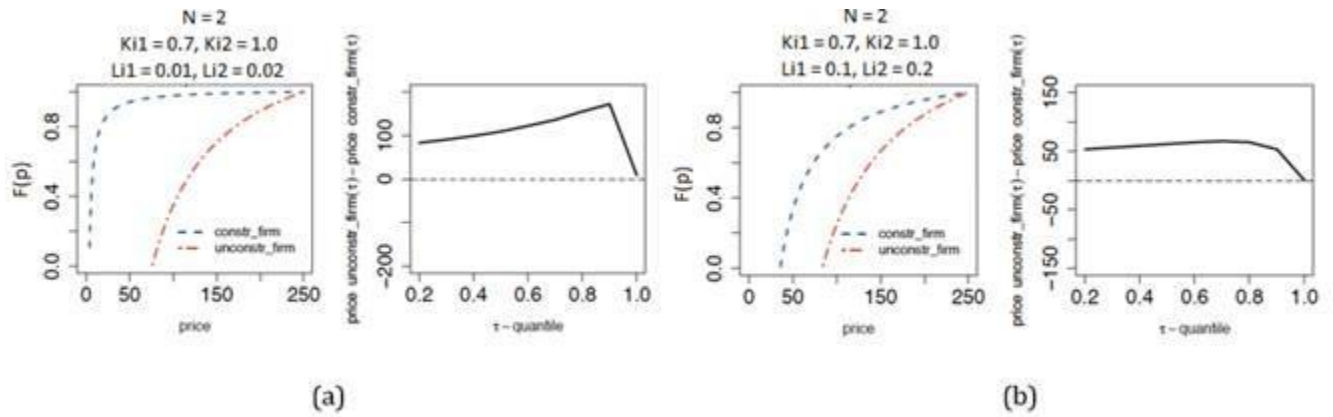 N = 2
Ki1 = 0.7, Ki2 = 1.0
Li1 = 0.01, Li2 = 0.02
F(p)
0.0 0.4 0.8
constr_firm
unconstr_firm
0 50 150 250
price
price unconstr_firm(τ) − price constr_firm(τ)
−200 0 100
0.2 0.4 0.6 0.8 1.0
τ − quantile
(a)
N = 2
Ki1 = 0.7, Ki2 = 1.0
Li1 = 0.1, Li2 = 0.2
F(p)
0.0 0.4 0.8
constr_firm
unconstr_firm
0 50 150 250
price
price unconstr_firm(τ) − price constr_firm(τ)
−150 −50 50 150
0.2 0.4 0.6 0.8 1.0
τ − quantile
(b)